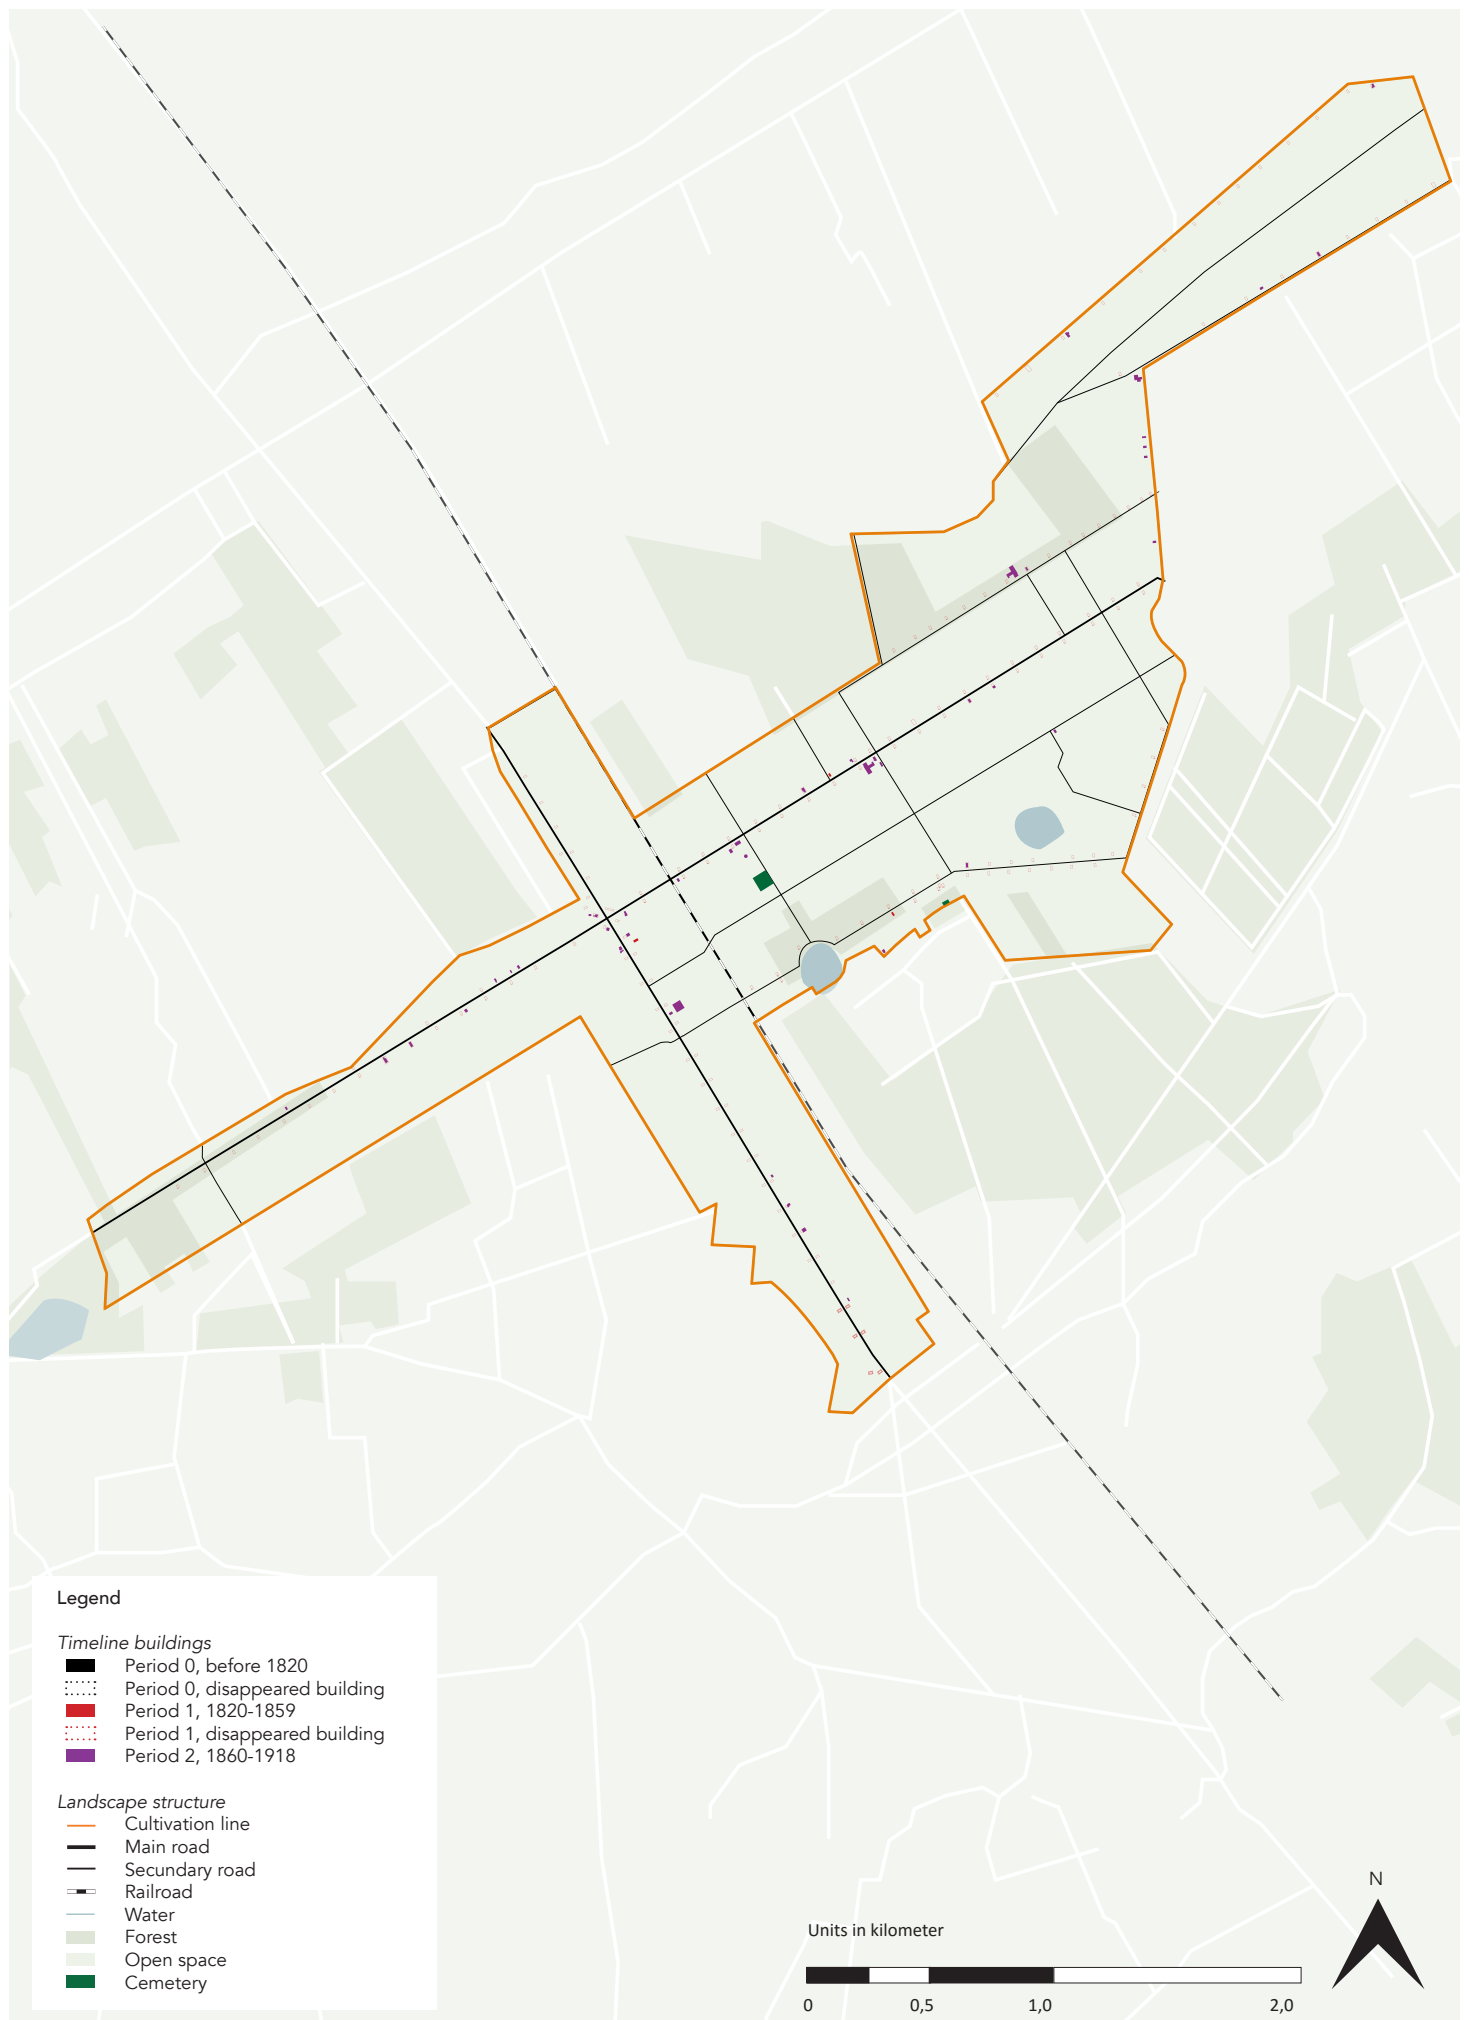 Legend
Timeline buildings
Period 0, before 1820
Period 0, disappeared building
Period 1, 1820-1859
Period 1, disappeared building
Period 2, 1860-1918
Landscape structure
Cultivation line
Main road
Secundary road
Railroad
Water
Forest
Open space
Cemetery
Units in kilometer
0 0,5 1,0 2,0
N